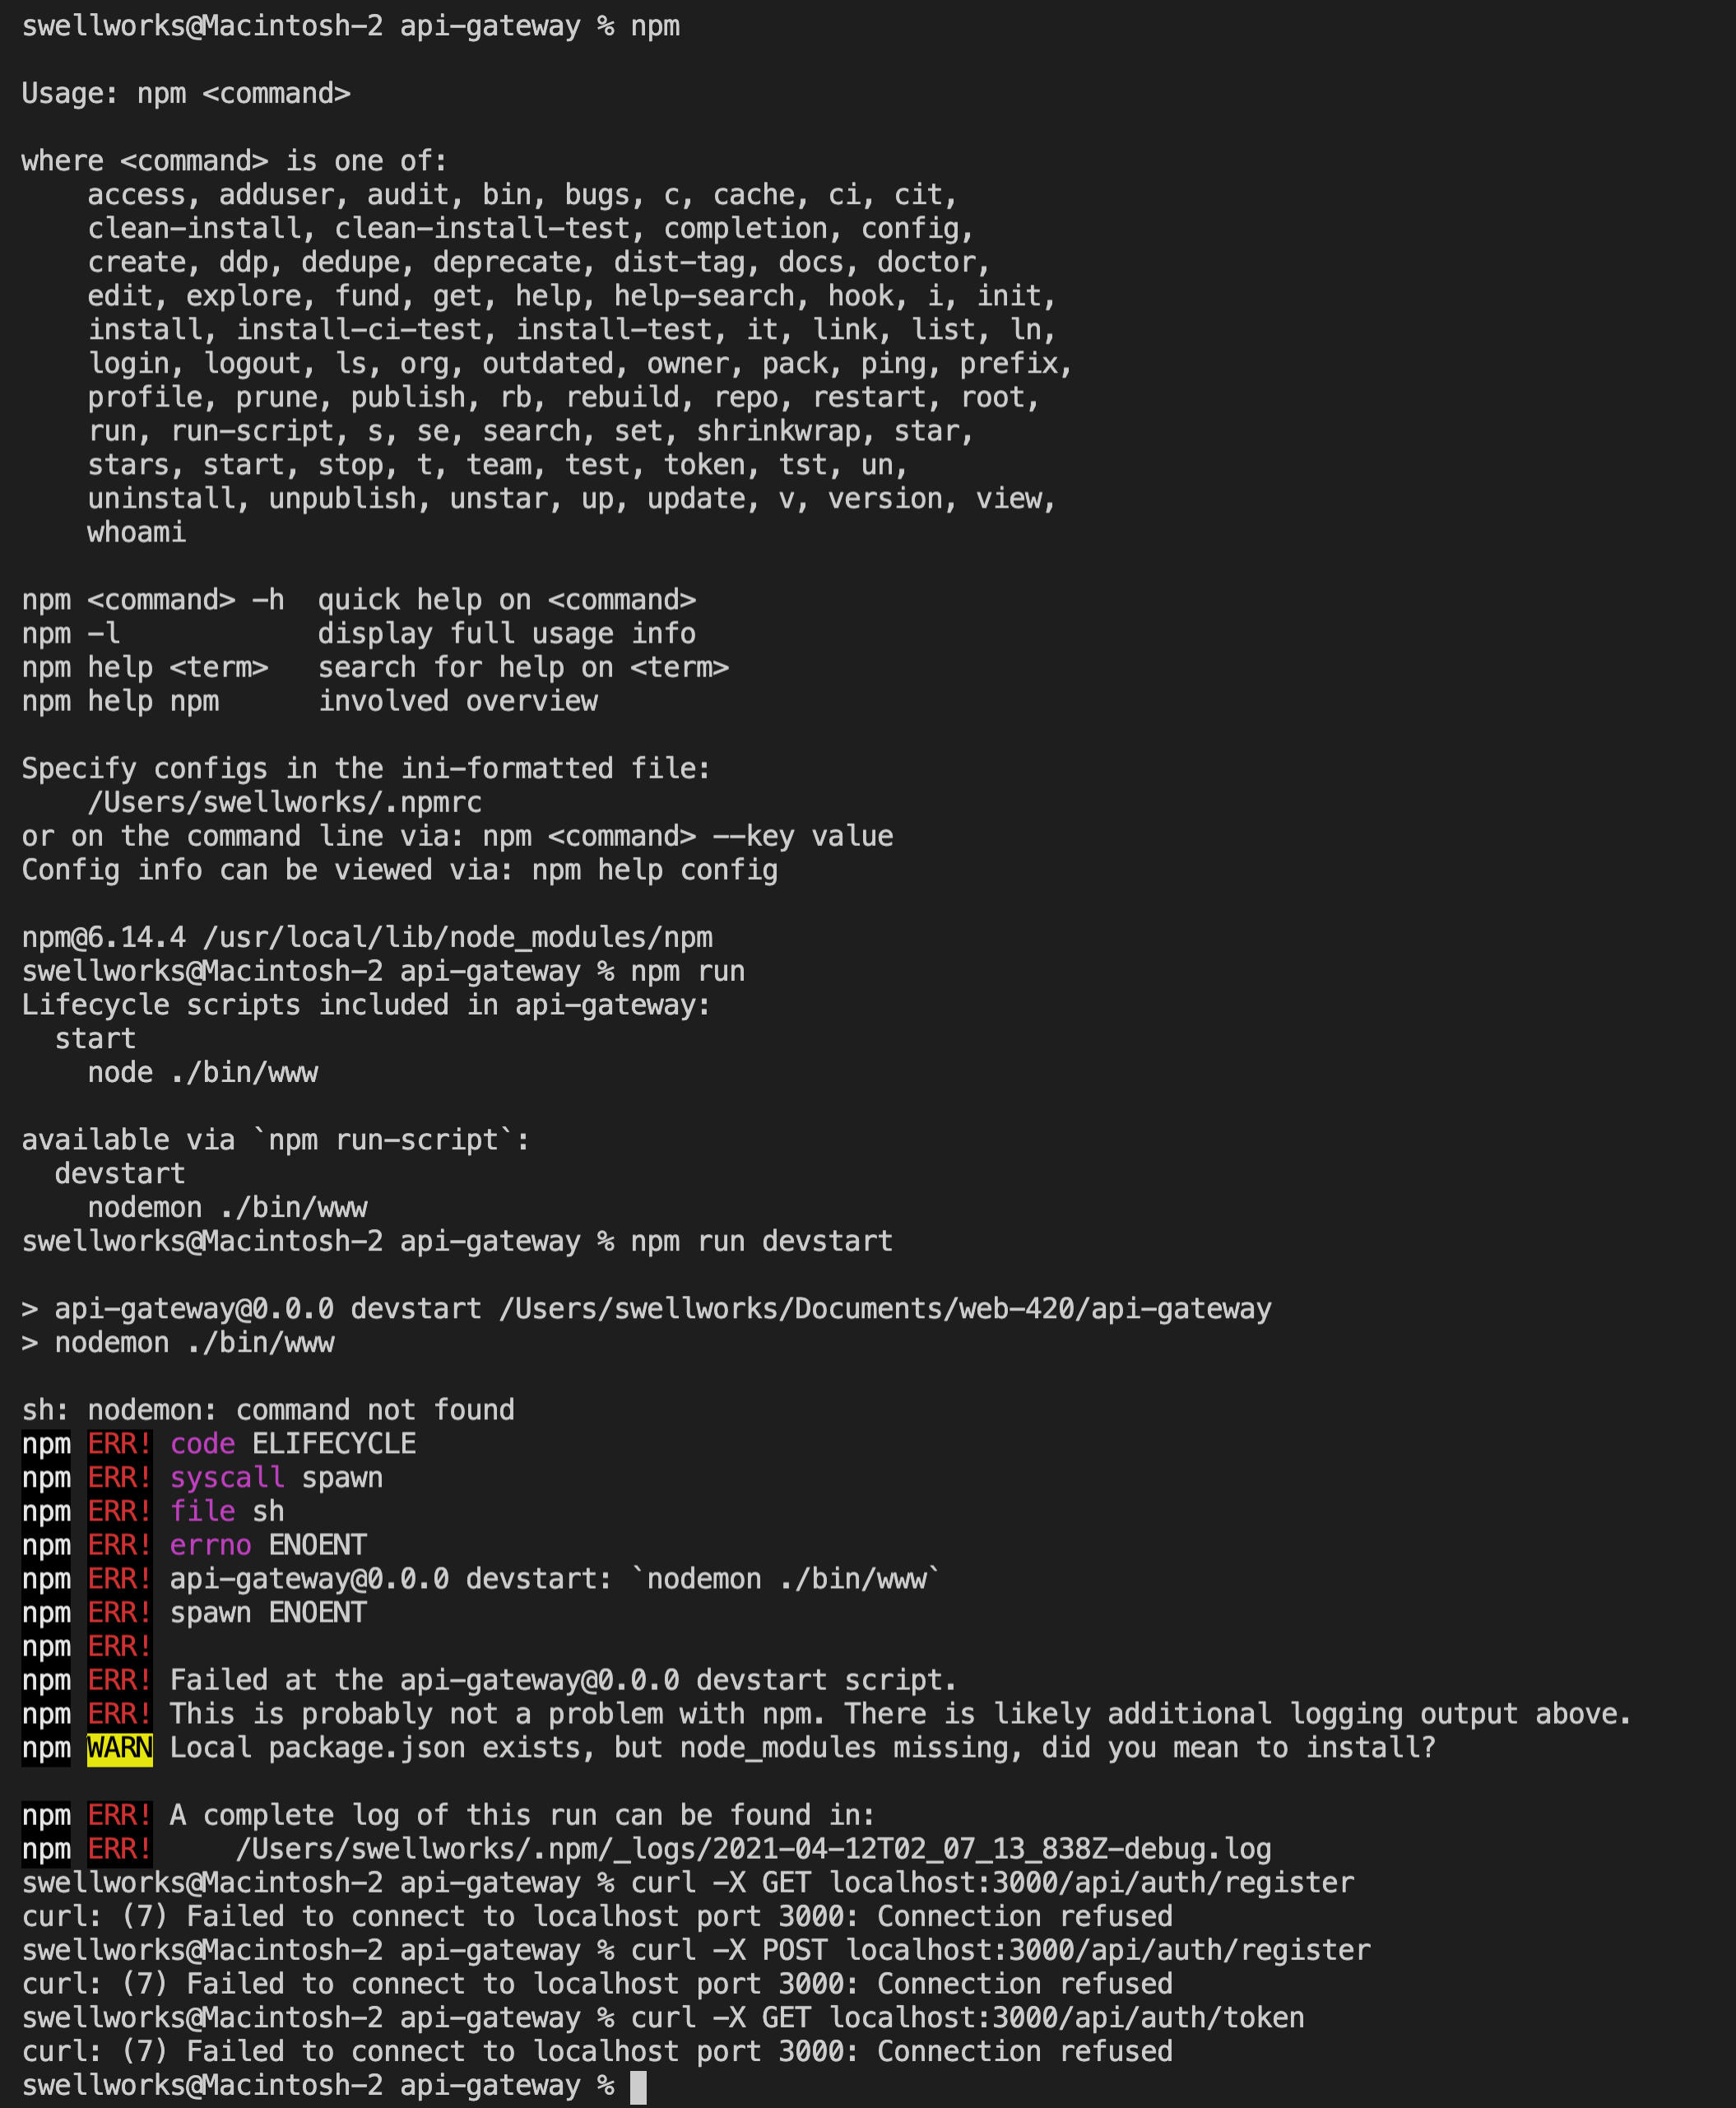 swellworks@Macintosh-2 api-gateway % npm

Usage: npm <command>

where <command> is one of:
    access, adduser, audit, bin, bugs, c, cache, ci, cit,
    clean-install, clean-install-test, completion, config,
    create, ddp, dedupe, deprecate, dist-tag, docs, doctor,
    edit, explore, fund, get, help, help-search, hook, i, init,
    install, install-ci-test, install-test, it, link, list, ln,
    login, logout, ls, org, outdated, owner, pack, ping, prefix,
    profile, prune, publish, rb, rebuild, repo, restart, root,
    run, run-script, s, se, search, set, shrinkwrap, star,
    stars, start, stop, t, team, test, token, tst, un,
    uninstall, unpublish, unstar, up, update, v, version, view,
    whoami

npm <command> -h  quick help on <command>
npm -l            display full usage info
npm help <term>   search for help on <term>
npm help npm      involved overview

Specify configs in the ini-formatted file:
    /Users/swellworks/.npmrc
or on the command line via: npm <command> --key value
Config info can be viewed via: npm help config

npm@6.14.4 /usr/local/lib/node_modules/npm
swellworks@Macintosh-2 api-gateway % npm run
Lifecycle scripts included in api-gateway:
  start
    node ./bin/www

available via `npm run-script`:
  devstart
    nodemon ./bin/www
swellworks@Macintosh-2 api-gateway % npm run devstart

> api-gateway@0.0.0 devstart /Users/swellworks/Documents/web-420/api-gateway
> nodemon ./bin/www

sh: nodemon: command not found
npm ERR! code ELIFECYCLE
npm ERR! syscall spawn
npm ERR! file sh
npm ERR! errno ENOENT
npm ERR! api-gateway@0.0.0 devstart: `nodemon ./bin/www`
npm ERR! spawn ENOENT
npm ERR!
npm ERR! Failed at the api-gateway@0.0.0 devstart script.
npm ERR! This is probably not a problem with npm. There is likely additional logging output above.
npm WARN Local package.json exists, but node_modules missing, did you mean to install?

npm ERR! A complete log of this run can be found in:
npm ERR!     /Users/swellworks/.npm/_logs/2021-04-12T02_07_13_838Z-debug.log
swellworks@Macintosh-2 api-gateway % curl -X GET localhost:3000/api/auth/register
curl: (7) Failed to connect to localhost port 3000: Connection refused
swellworks@Macintosh-2 api-gateway % curl -X POST localhost:3000/api/auth/register
curl: (7) Failed to connect to localhost port 3000: Connection refused
swellworks@Macintosh-2 api-gateway % curl -X GET localhost:3000/api/auth/token
curl: (7) Failed to connect to localhost port 3000: Connection refused
swellworks@Macintosh-2 api-gateway %